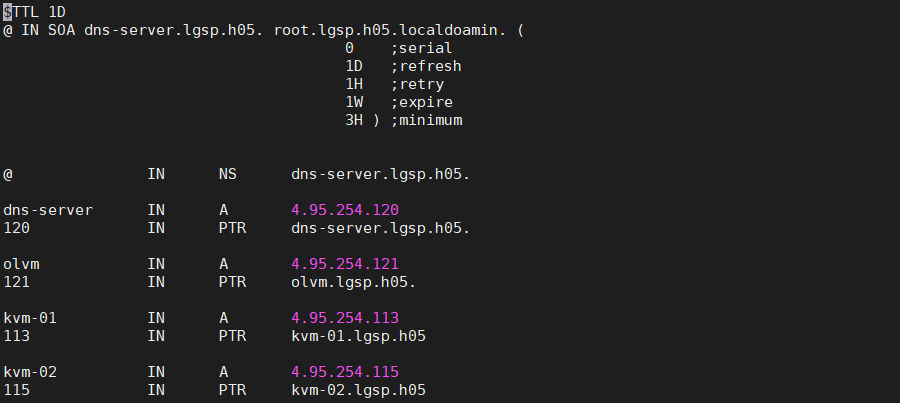 $TTL 1D
@ IN SOA dns-server.lgsp.h05. root.lgsp.h05.localdoamin. (
0 ;serial
1D ;refresh
1H ;retry
1W ;expire
3H ) ;minimum
@ IN NS dns-server.lgsp.h05.
dns-server IN A 4.95.254.120
120 IN PTR dns-server.lgsp.h05.
olvm IN A 4.95.254.121
121 IN PTR olvm.lgsp.h05.
kvm-01 IN A 4.95.254.113
113 IN PTR kvm-01.lgsp.h05
kvm-02 IN A 4.95.254.115
115 IN PTR kvm-02.lgsp.h05